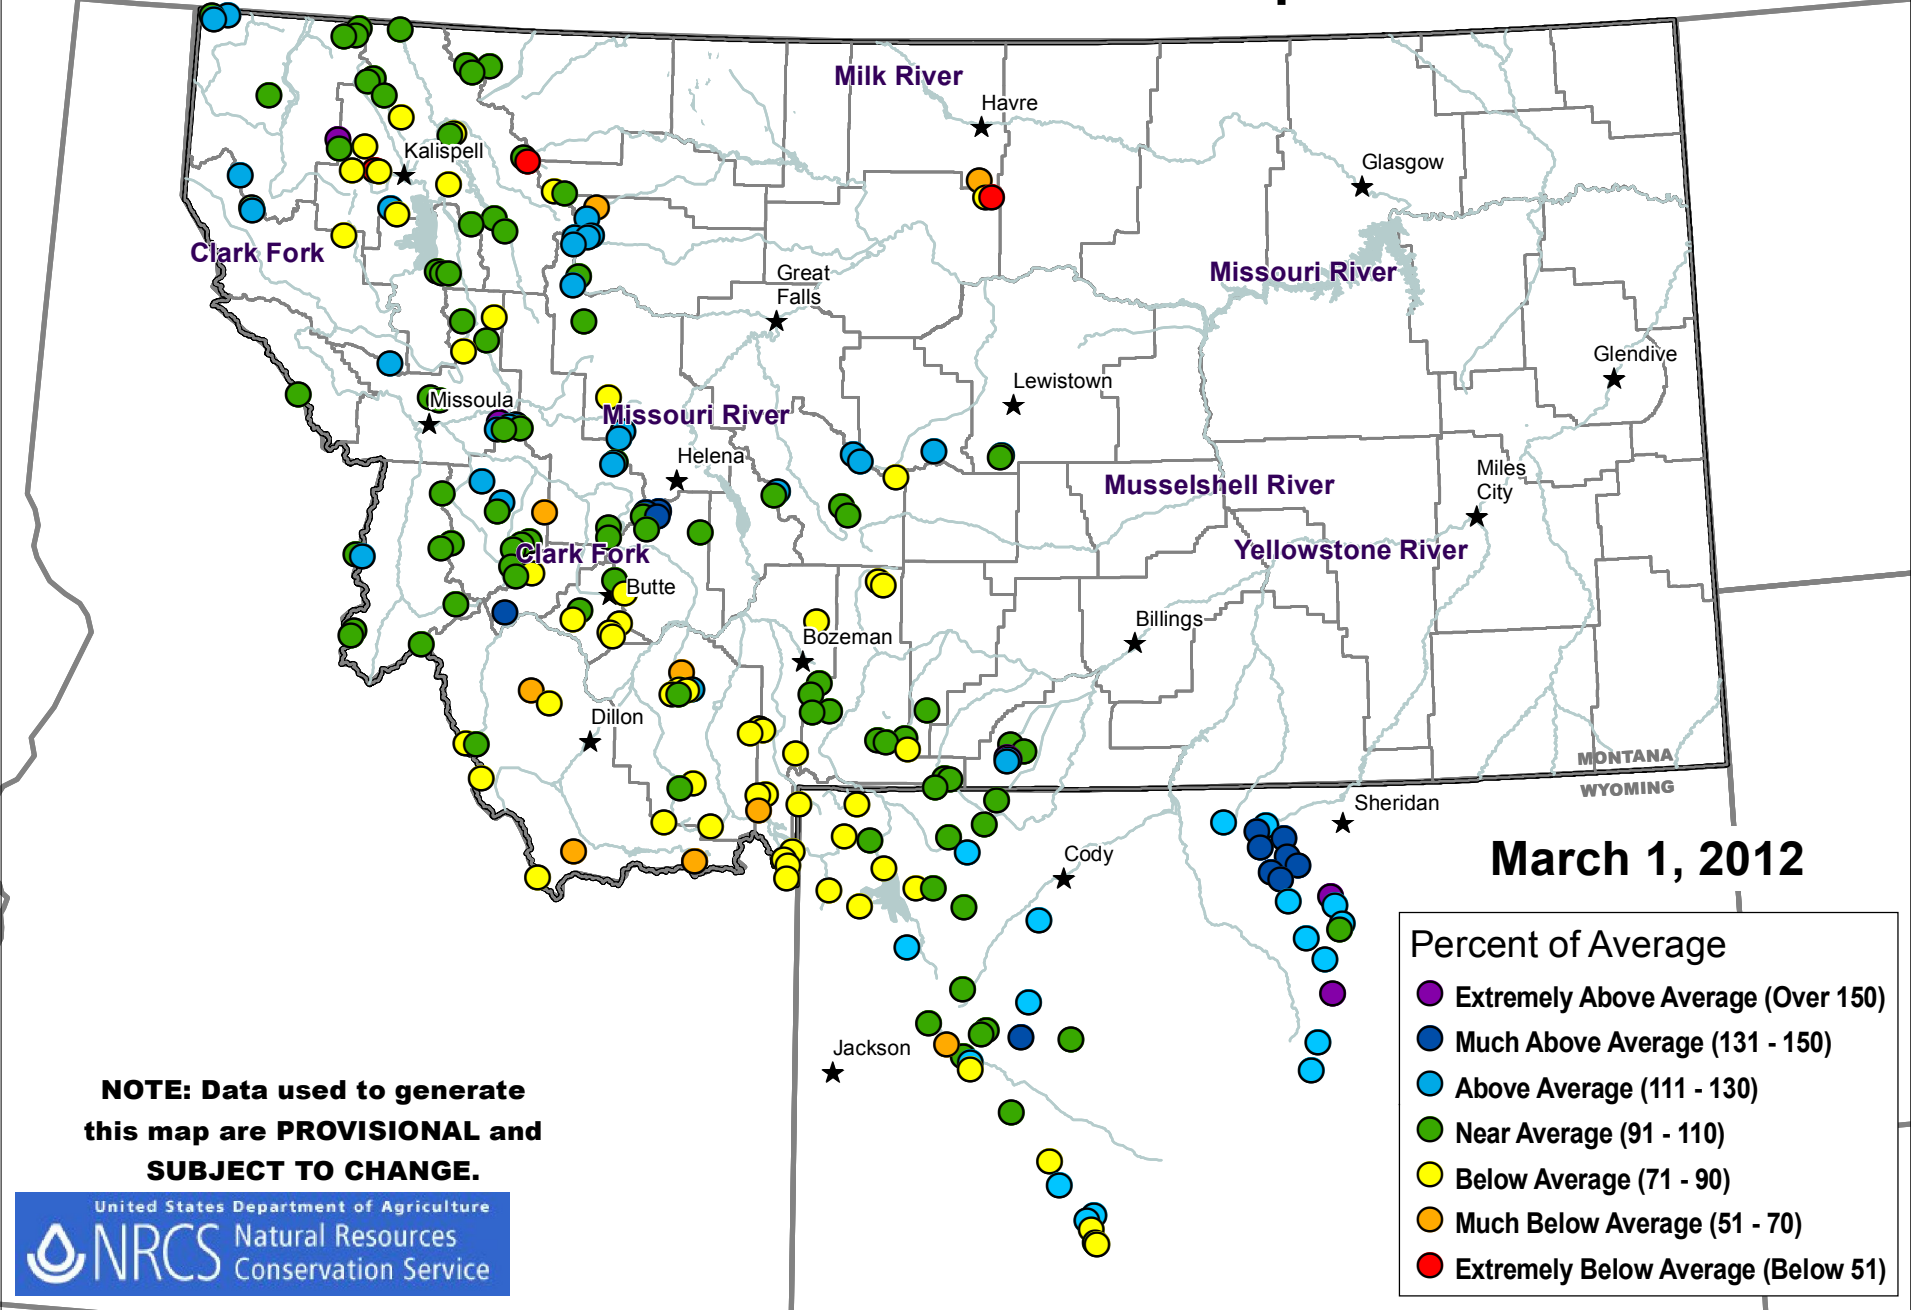 Milk River
Havre
Kalispell
Glasgow
Clark Fork
Missouri River
Great
Falls
Glendive
Lewistown
Missoula
Missouri River
Helena
Miles
City
Musselshell River
Yellowstone River
Clark Fork
Butte
Billings
Bozeman
Dillon
MONTANA
WYOMING
Sheridan
Cody
March 1, 2012
Jackson
Percent of Average
Extremely Above Average (Over 150)
Much Above Average (131 - 150)
Above Average (111 - 130)
Near Average (91 - 110)
Below Average (71 - 90)
Much Below Average (51 - 70)
Extremely Below Average (Below 51)
NOTE: Data used to generate
this map are PROVISIONAL and
SUBJECT TO CHANGE.
United States Department of Agriculture
NRCS
Natural Resources
Conservation Service